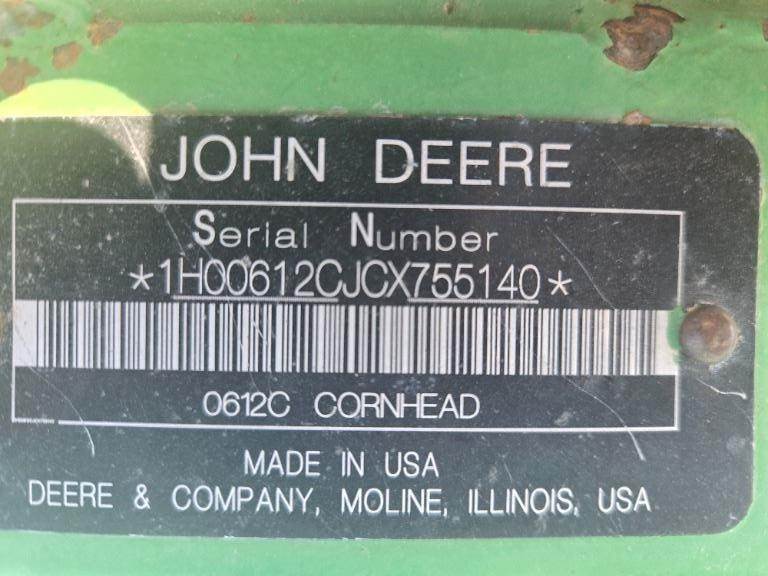 JOHN DEERE
Serial Number
*1H00612CJCX755140*
0612C CORNHEAD
MADE IN USA
DEERE & COMPANY, MOLINE, ILLINOIS, USA